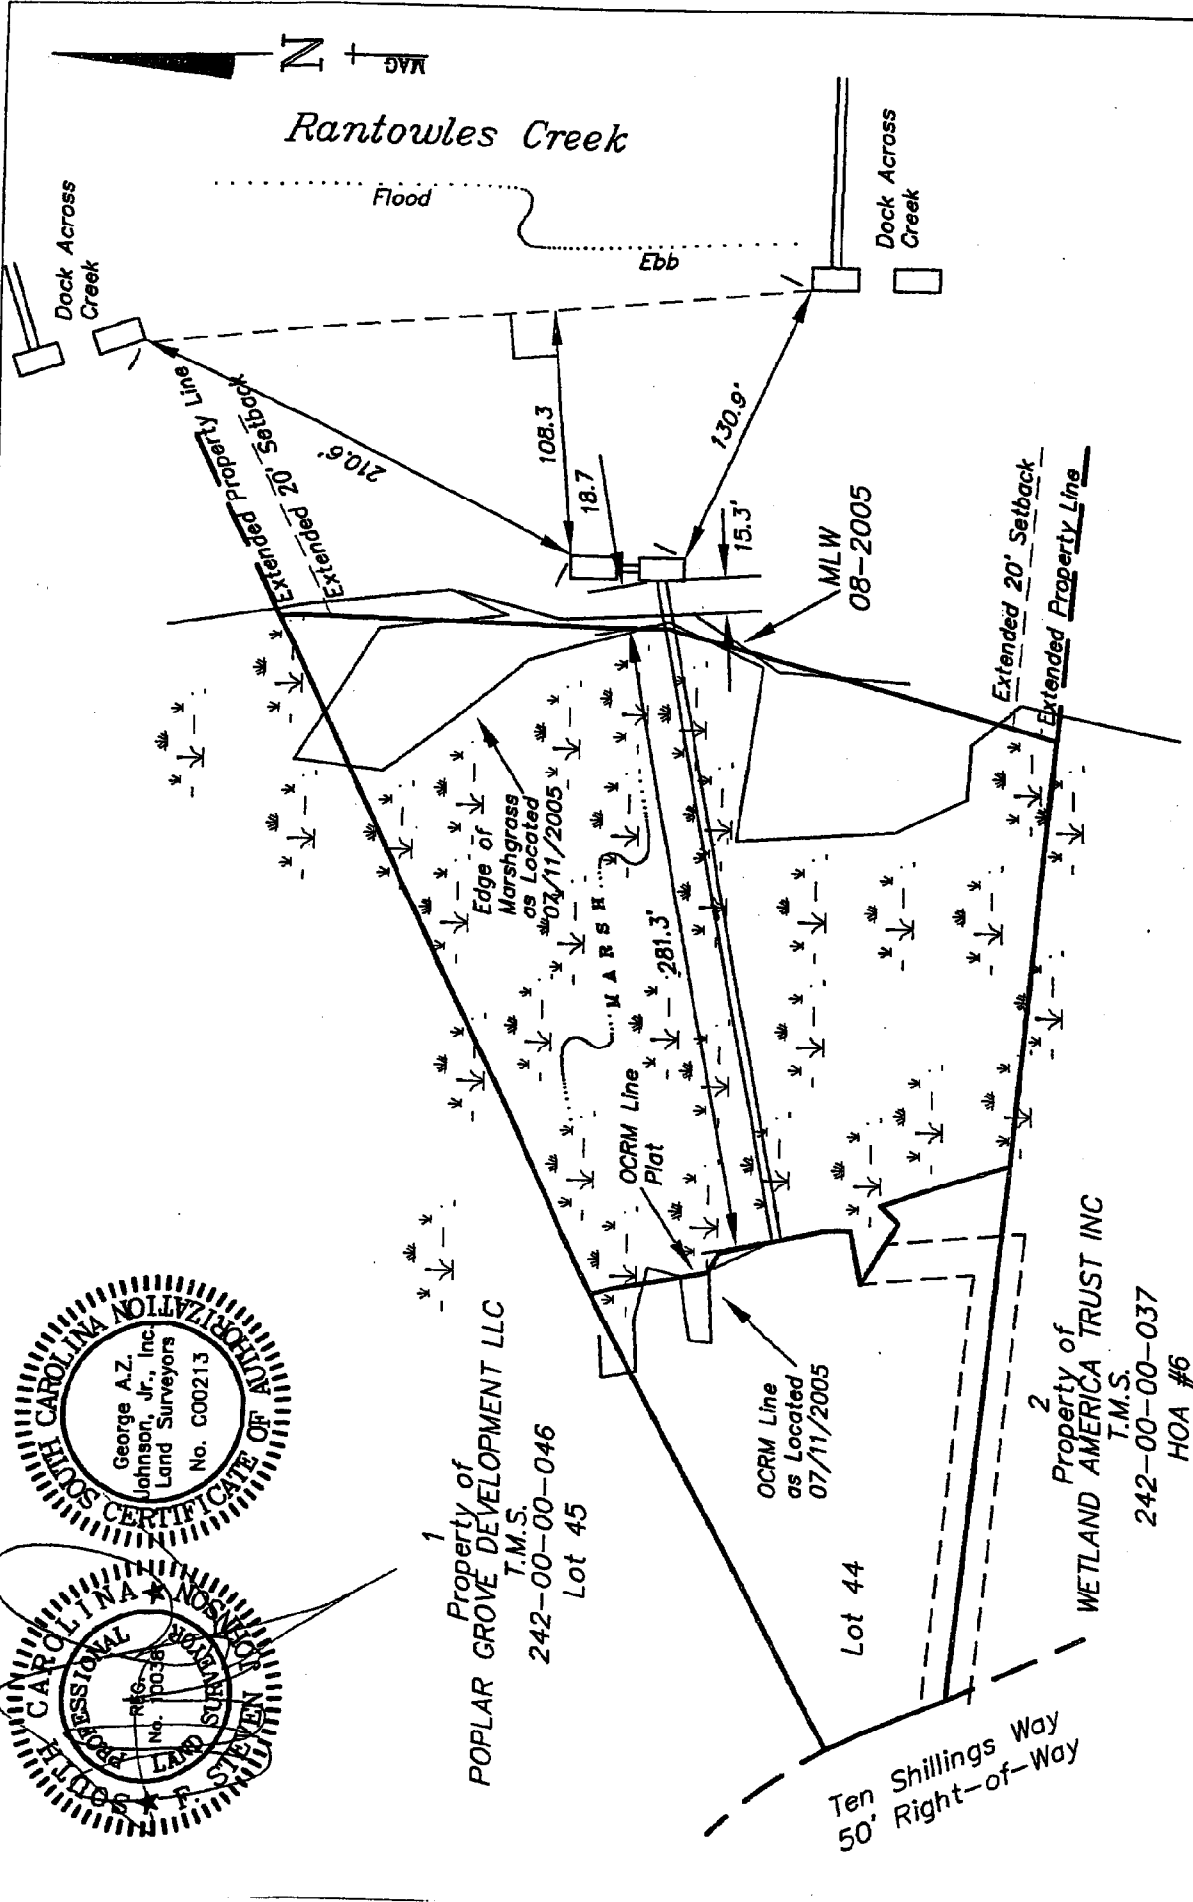 N
MAG
Rantowles Creek
Flood
Ebb
Dock Across
Creek
Dock Across
Creek
Extended Property Line
Extended 20' Setback
210.6'
108.3
18.7
130.9'
15.3'
MLW
08-2005
Extended 20' Setback
Extended Property Line
Edge of
Marshgrass
as Located
07/11/2005
MARSH
281.3'
OCRM Line
Plat
OCRM Line
as Located
07/11/2005
SOUTH CAROLINA
CERTIFICATE OF AUTHORIZATION
George A.Z.
Johnson, Jr., Inc.
Land Surveyors
No. C00213
SOUTH CAROLINA
PROFESSIONAL
REG.
No. 10038
LAND SURVEYOR
F. STEVEN JOHNSON
1
Property of
POPLAR GROVE DEVELOPMENT LLC
T.M.S.
242-00-00-046
Lot 45
Lot 44
2
Property of
WETLAND AMERICA TRUST INC
T.M.S.
242-00-00-037
HOA #6
Ten Shillings Way
50' Right-of-Way